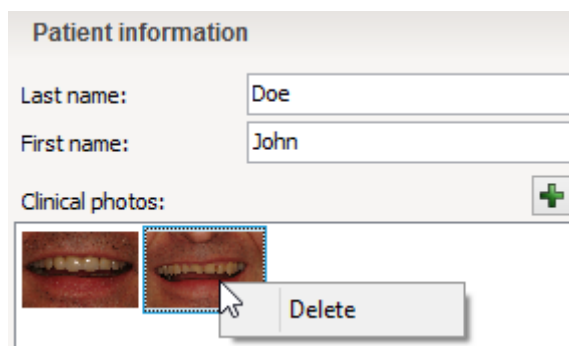 Patient information
Last name: Doe
First name: John
Clinical photos:
Delete